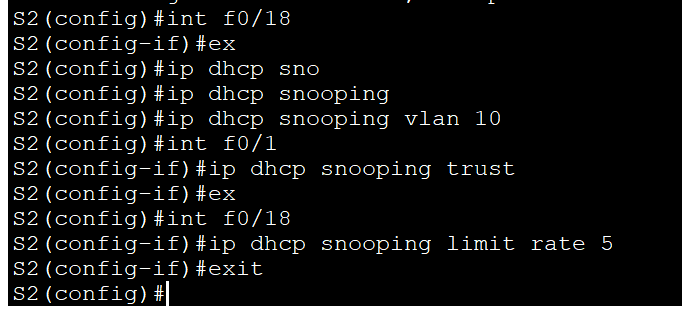 S2(config)#int f0/18
S2(config-if)#ex
S2(config)#ip dhcp sno
S2(config)#ip dhcp snooping
S2(config)#ip dhcp snooping vlan 10
S2(config)#int f0/1
S2(config-if)#ip dhcp snooping trust
S2(config-if)#ex
S2(config)#int f0/18
S2(config-if)#ip dhcp snooping limit rate 5
S2(config-if)#exit
S2(config)#